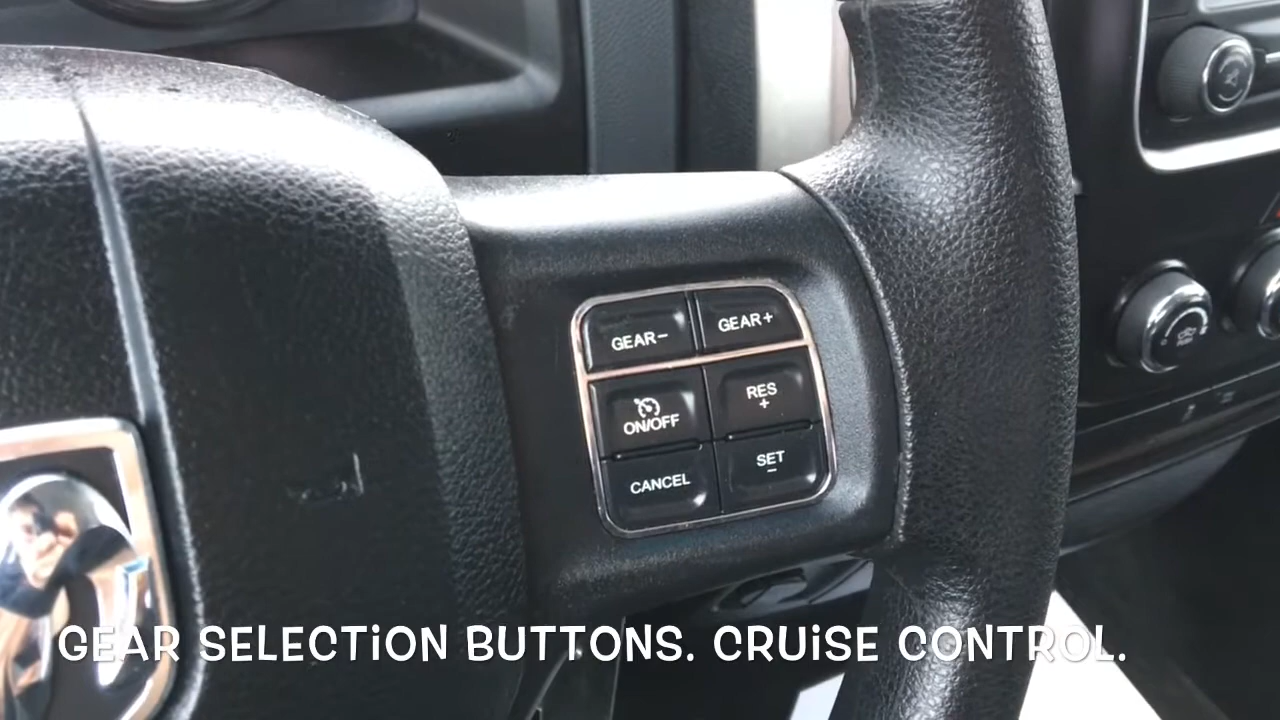 GEAR− GEAR+
ON/OFF RES +
CANCEL SET −
GEAR SELECTION BUTTONS. CRUISE CONTROL.